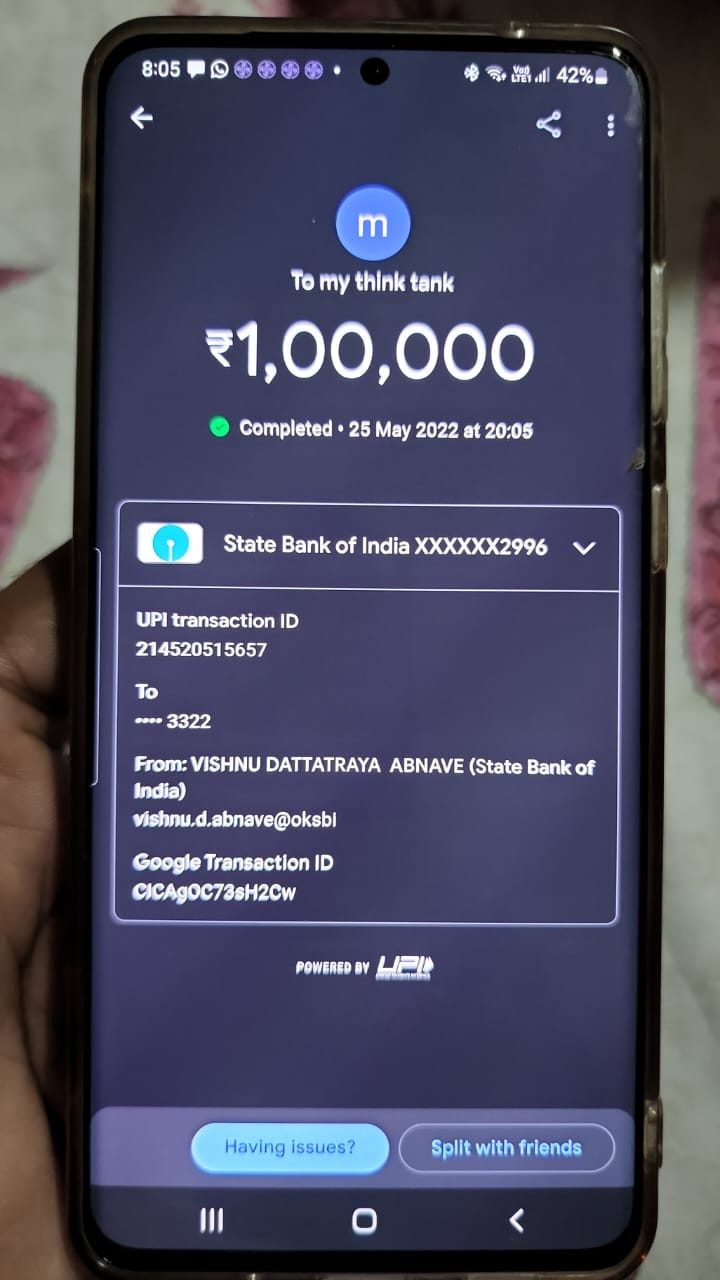 8:05
Vo))
LTE1 42%
m
To my think tank
₹1,00,000
Completed • 25 May 2022 at 20:05
State Bank of India XXXXXX2996
UPI transaction ID
214520515657
To
•••• 3322
From: VISHNU DATTATRAYA ABNAVE (State Bank of
India)
vishnu.d.abnave@oksbi
Google Transaction ID
CICAgOC73sH2Cw
POWERED BY UPI
Having issues?
Split with friends